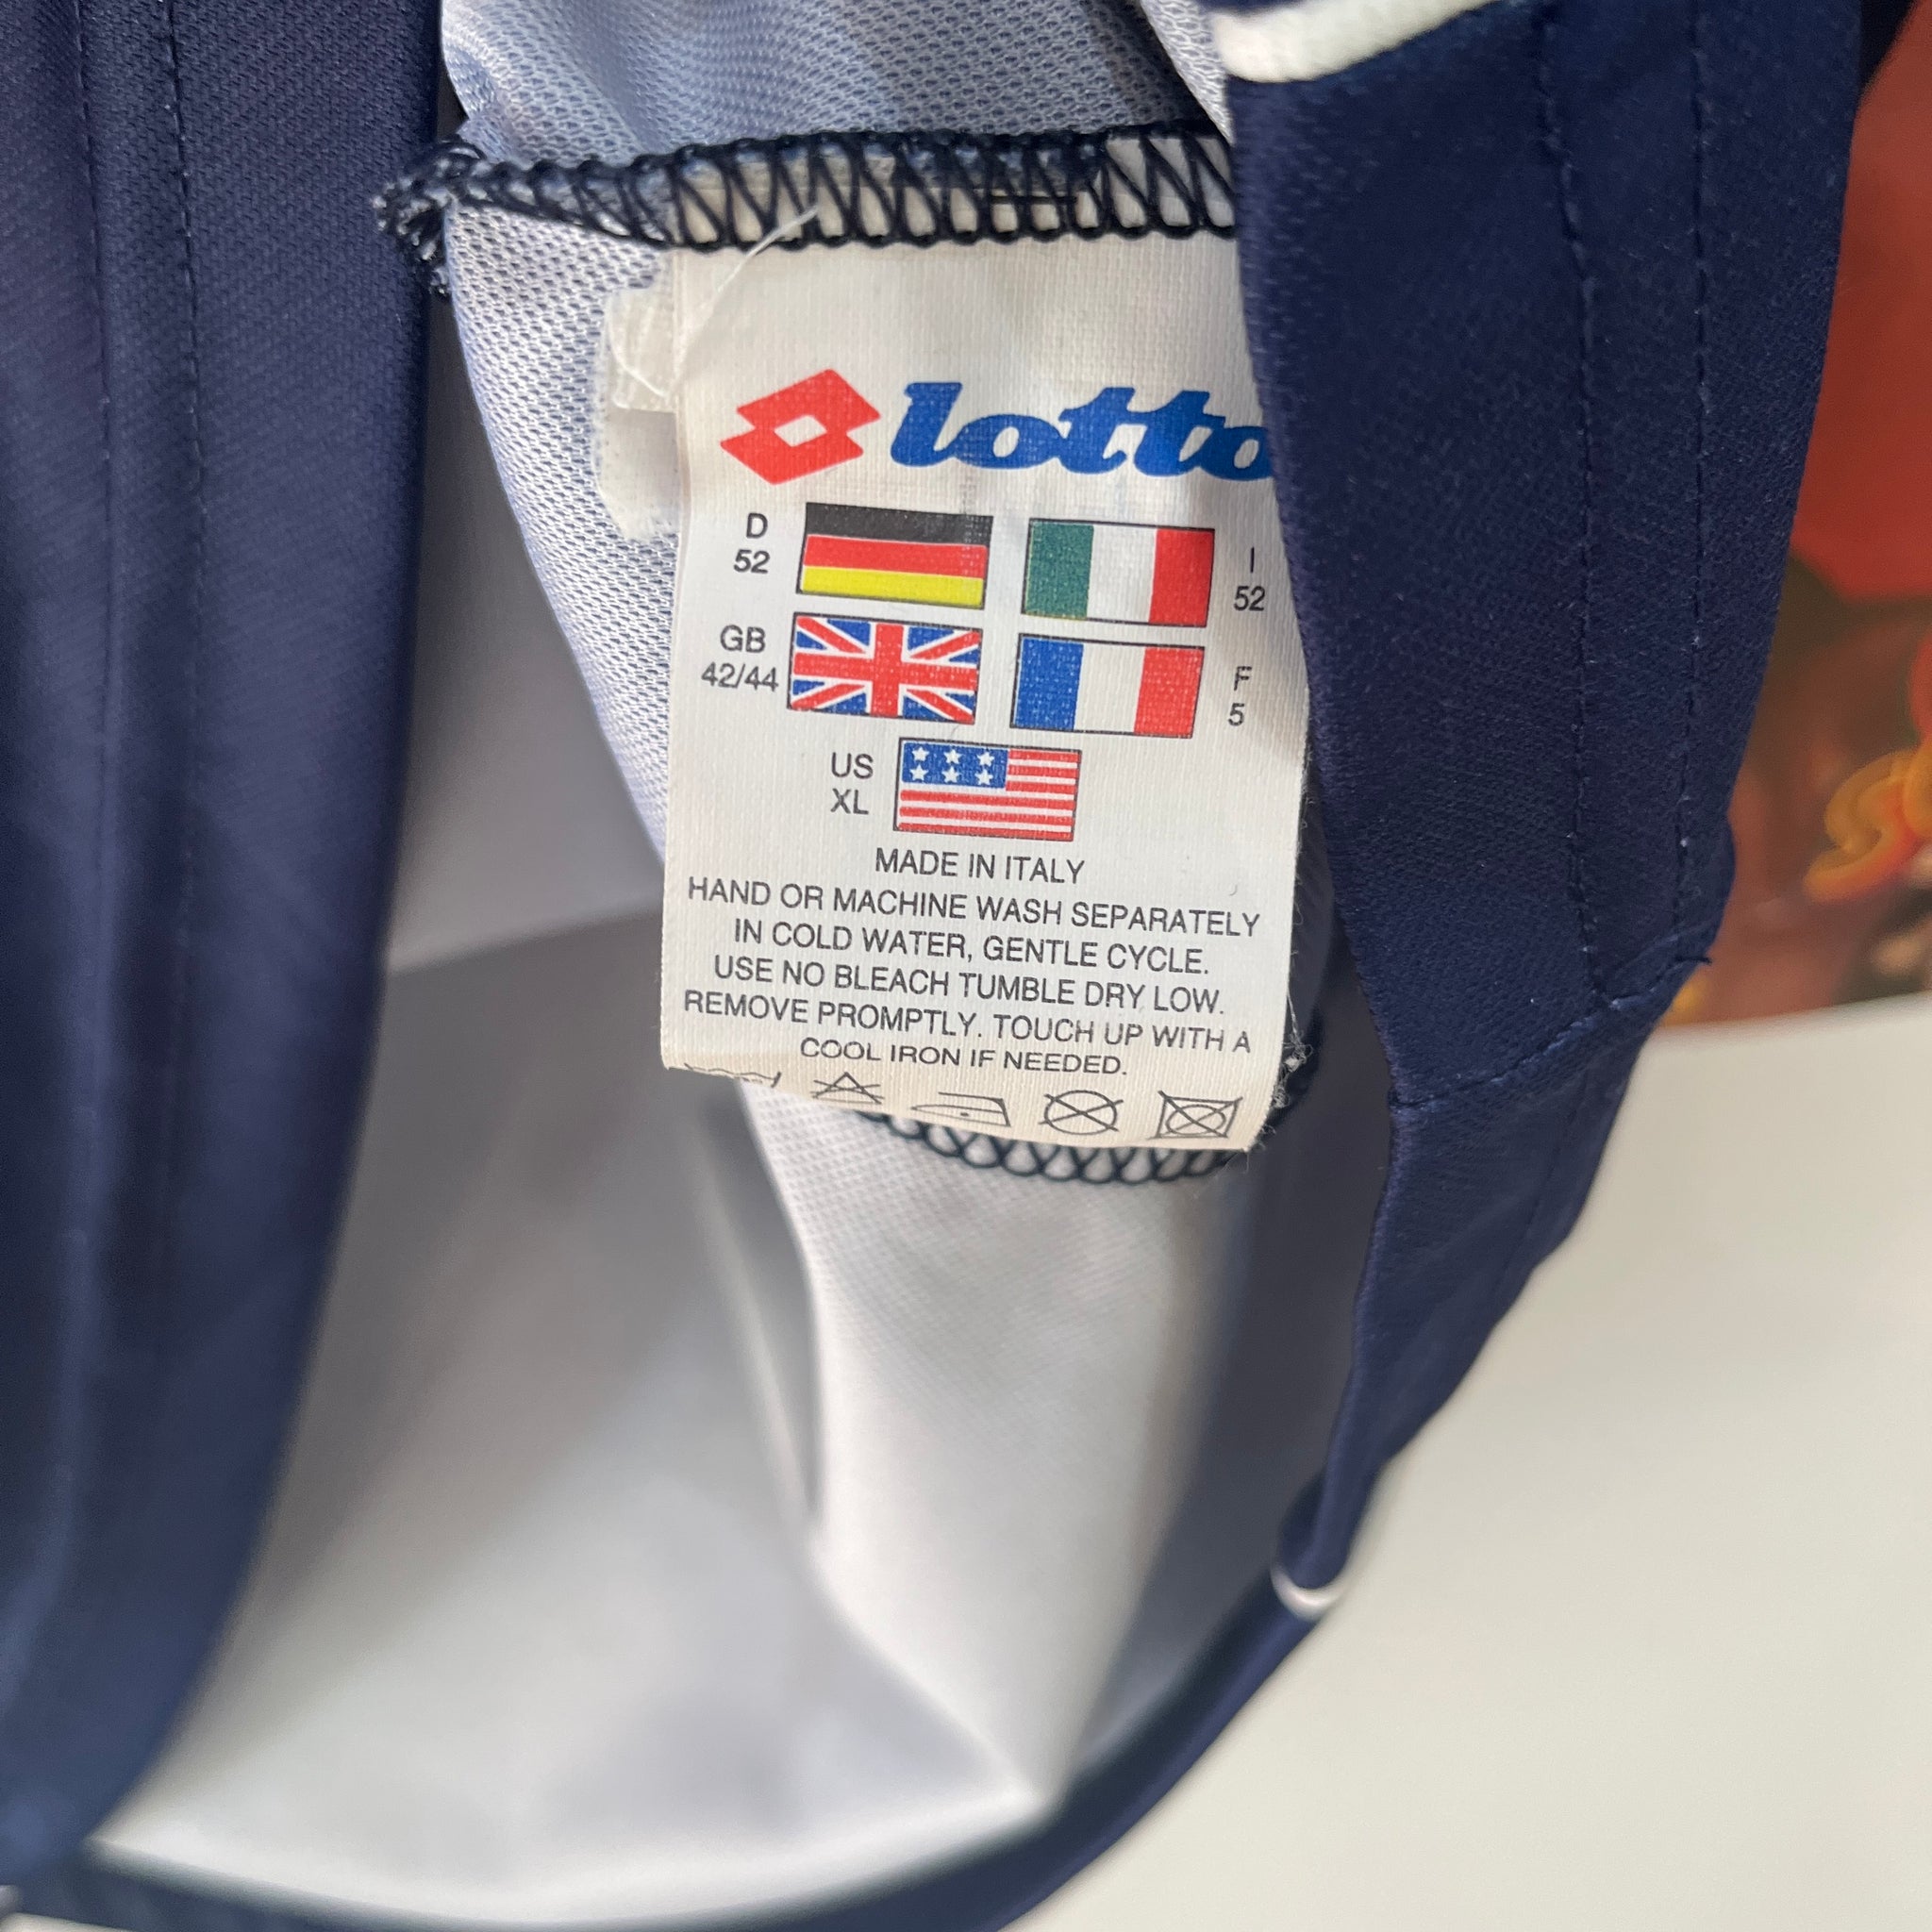 lotto
D
52
I
52
GB
42/44
F
5
US
XL
MADE IN ITALY
HAND OR MACHINE WASH SEPARATELY
IN COLD WATER, GENTLE CYCLE.
USE NO BLEACH TUMBLE DRY LOW.
REMOVE PROMPTLY. TOUCH UP WITH A
COOL IRON IF NEEDED.